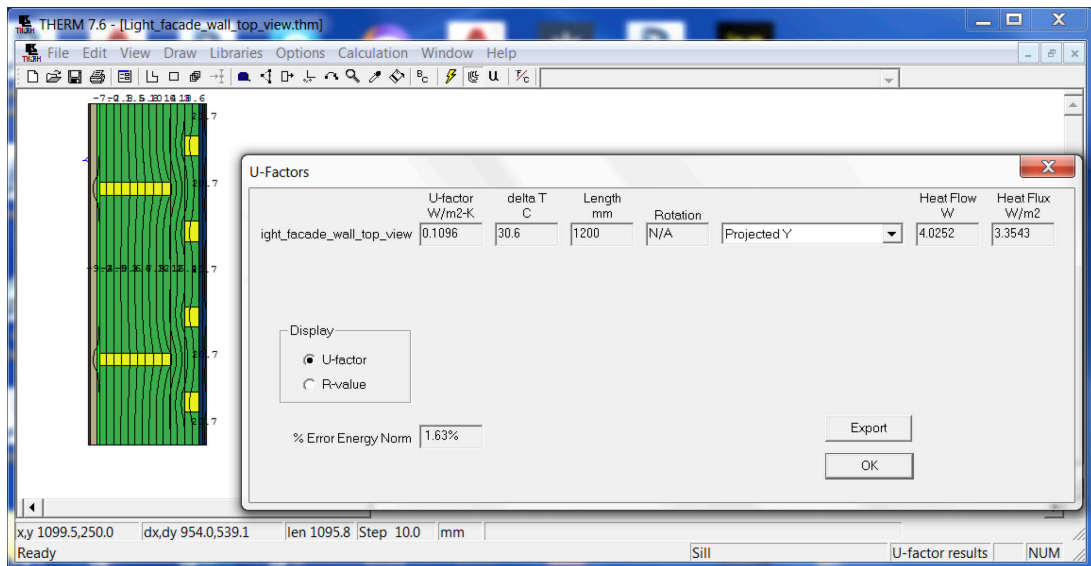 THERM 7.6 - [Light_facade_wall_top_view.thm]
File Edit View Draw Libraries Options Calculation Window Help
U-Factors
U-factor delta T Length Heat Flow Heat Flux
W/m2-K C mm Rotation W W/m2
ight_facade_wall_top_view 0.1096 30.6 1200 N/A Projected Y 4.0252 3.3543
Display
U-factor
R-value
% Error Energy Norm 1.63%
Export
OK
x,y 1099.5,250.0 dx,dy 954.0,539.1 len 1095.8 Step 10.0 mm
Ready Sill U-factor results NUM